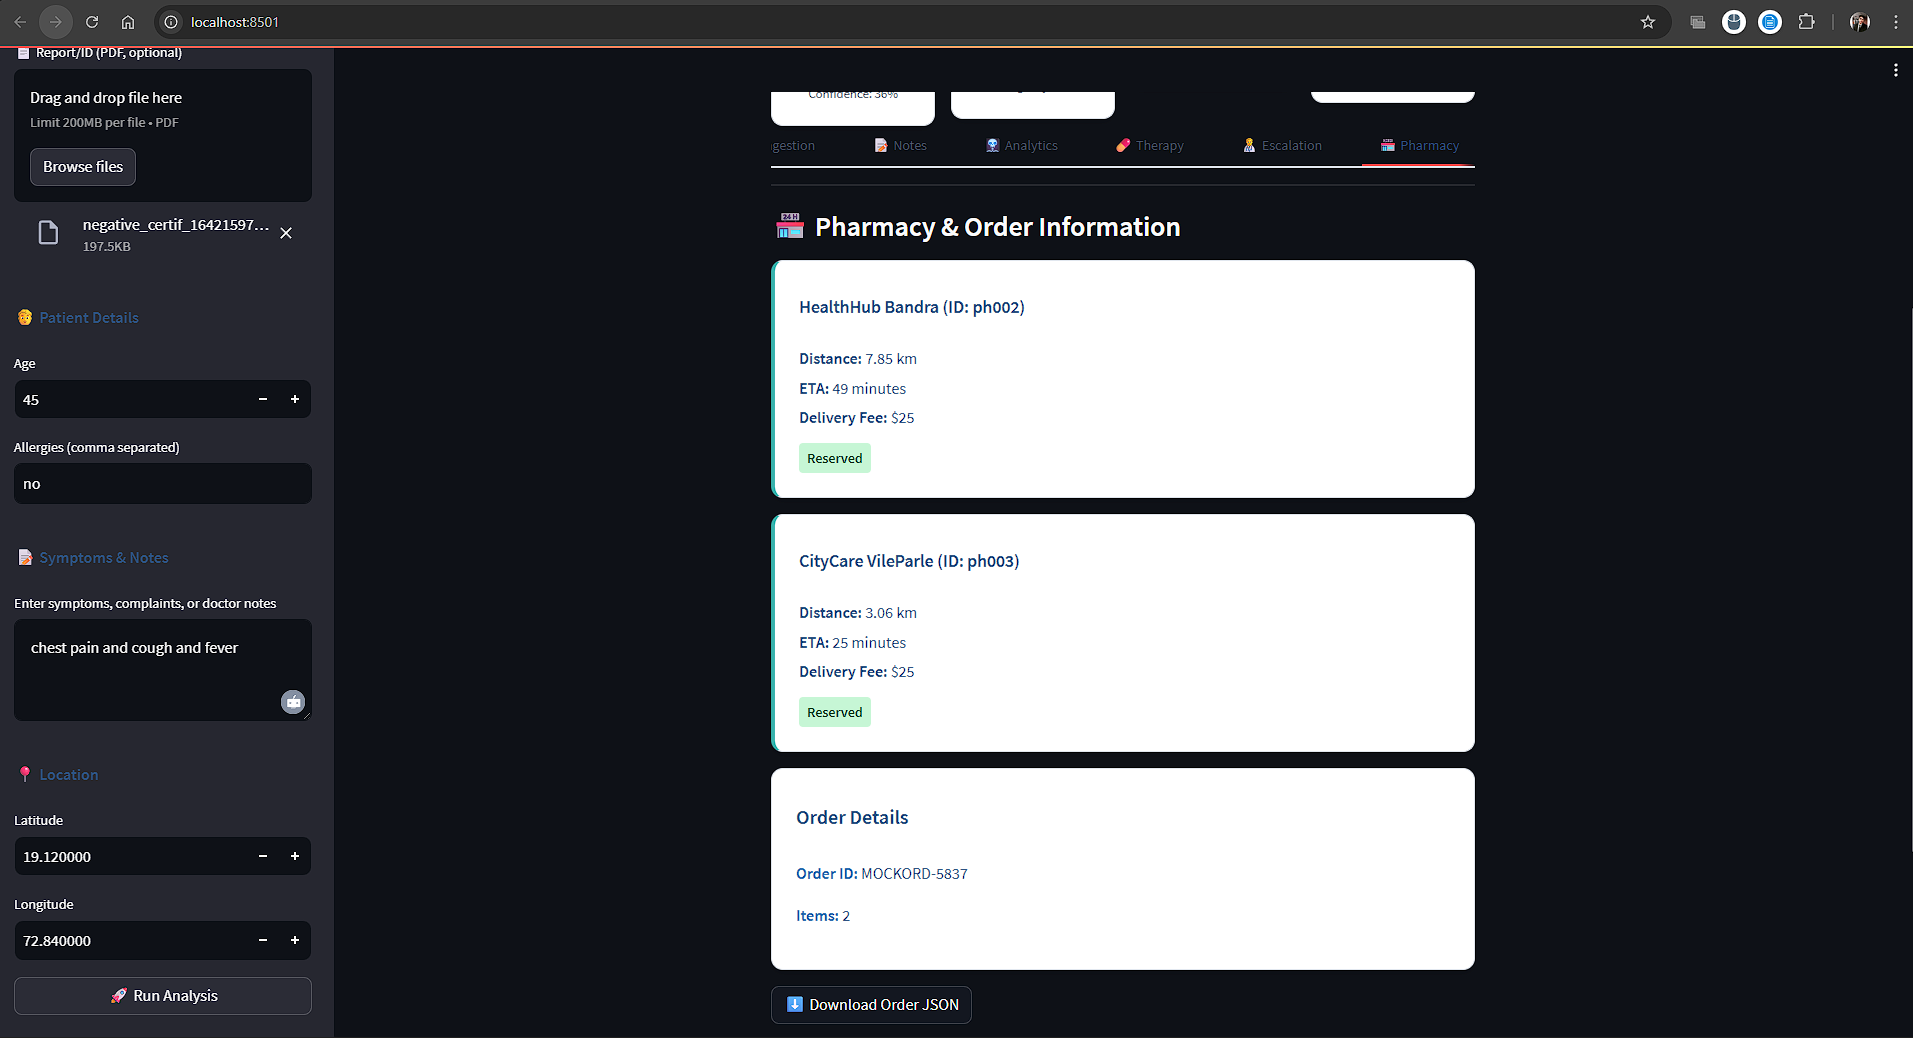 localhost:8501
Report/ID (PDF, optional)
Drag and drop file here
Limit 200MB per file • PDF
Browse files
negative_certif_16421597...
197.5KB
Patient Details
Age
45
Allergies (comma separated)
no
Symptoms & Notes
Enter symptoms, complaints, or doctor notes
chest pain and cough and fever
Location
Latitude
19.120000
Longitude
72.840000
Run Analysis
Confidence: 36%
gestion Notes Analytics Therapy Escalation Pharmacy
24 H Pharmacy & Order Information
HealthHub Bandra (ID: ph002)
Distance: 7.85 km
ETA: 49 minutes
Delivery Fee: $25
Reserved
CityCare VileParle (ID: ph003)
Distance: 3.06 km
ETA: 25 minutes
Delivery Fee: $25
Reserved
Order Details
Order ID: MOCKORD-5837
Items: 2
Download Order JSON